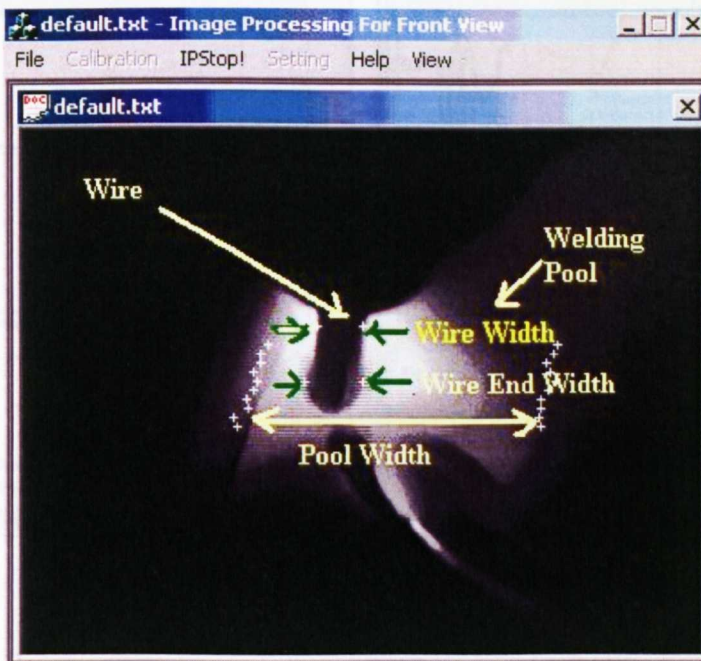 default.txt - Image Processing For Front View
File Calibration IPStop! Setting Help View
DOC
default.txt
Wire
Welding
Pool
Wire Width
Wire End Width
Pool Width